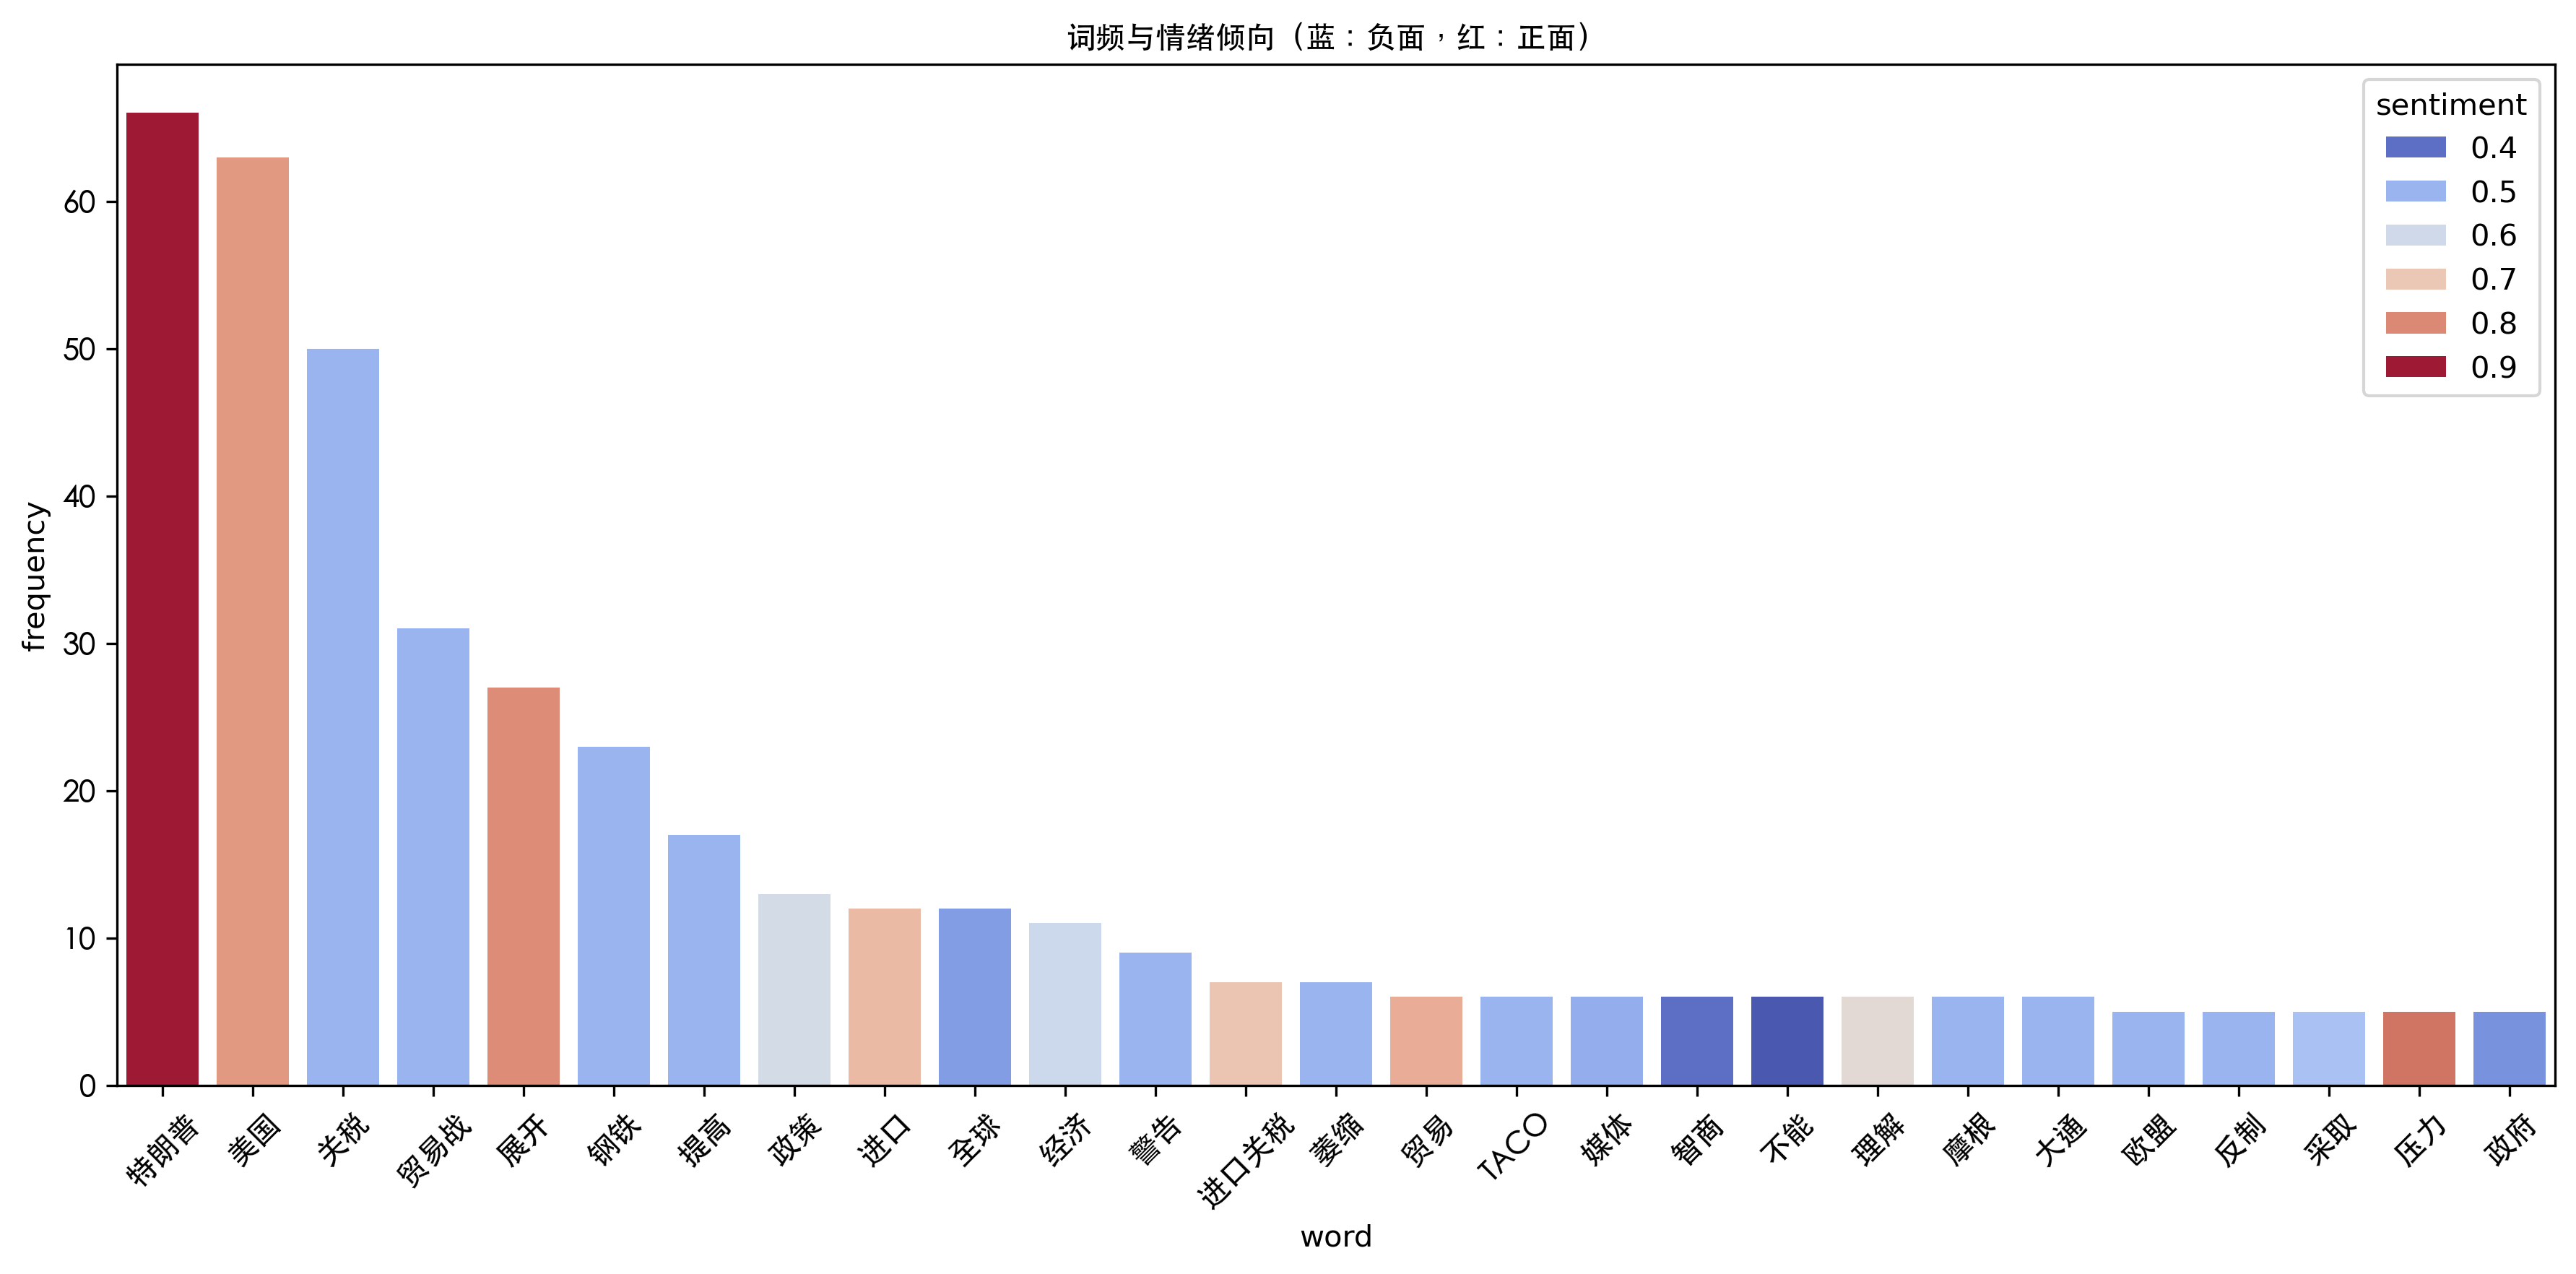 词频与情绪倾向（蓝：负面，红：正面）
sentiment
0.4
0.5
0.6
0.7
0.8
0.9
frequency
60
50
40
30
20
10
0
特朗普
美国
关税
贸易战
展开
钢铁
提高
政策
进口
全球
经济
警告
进口关税
萎缩
贸易
TACO
媒体
智商
不能
理解
摩根
大通
欧盟
反制
采取
压力
政府
word